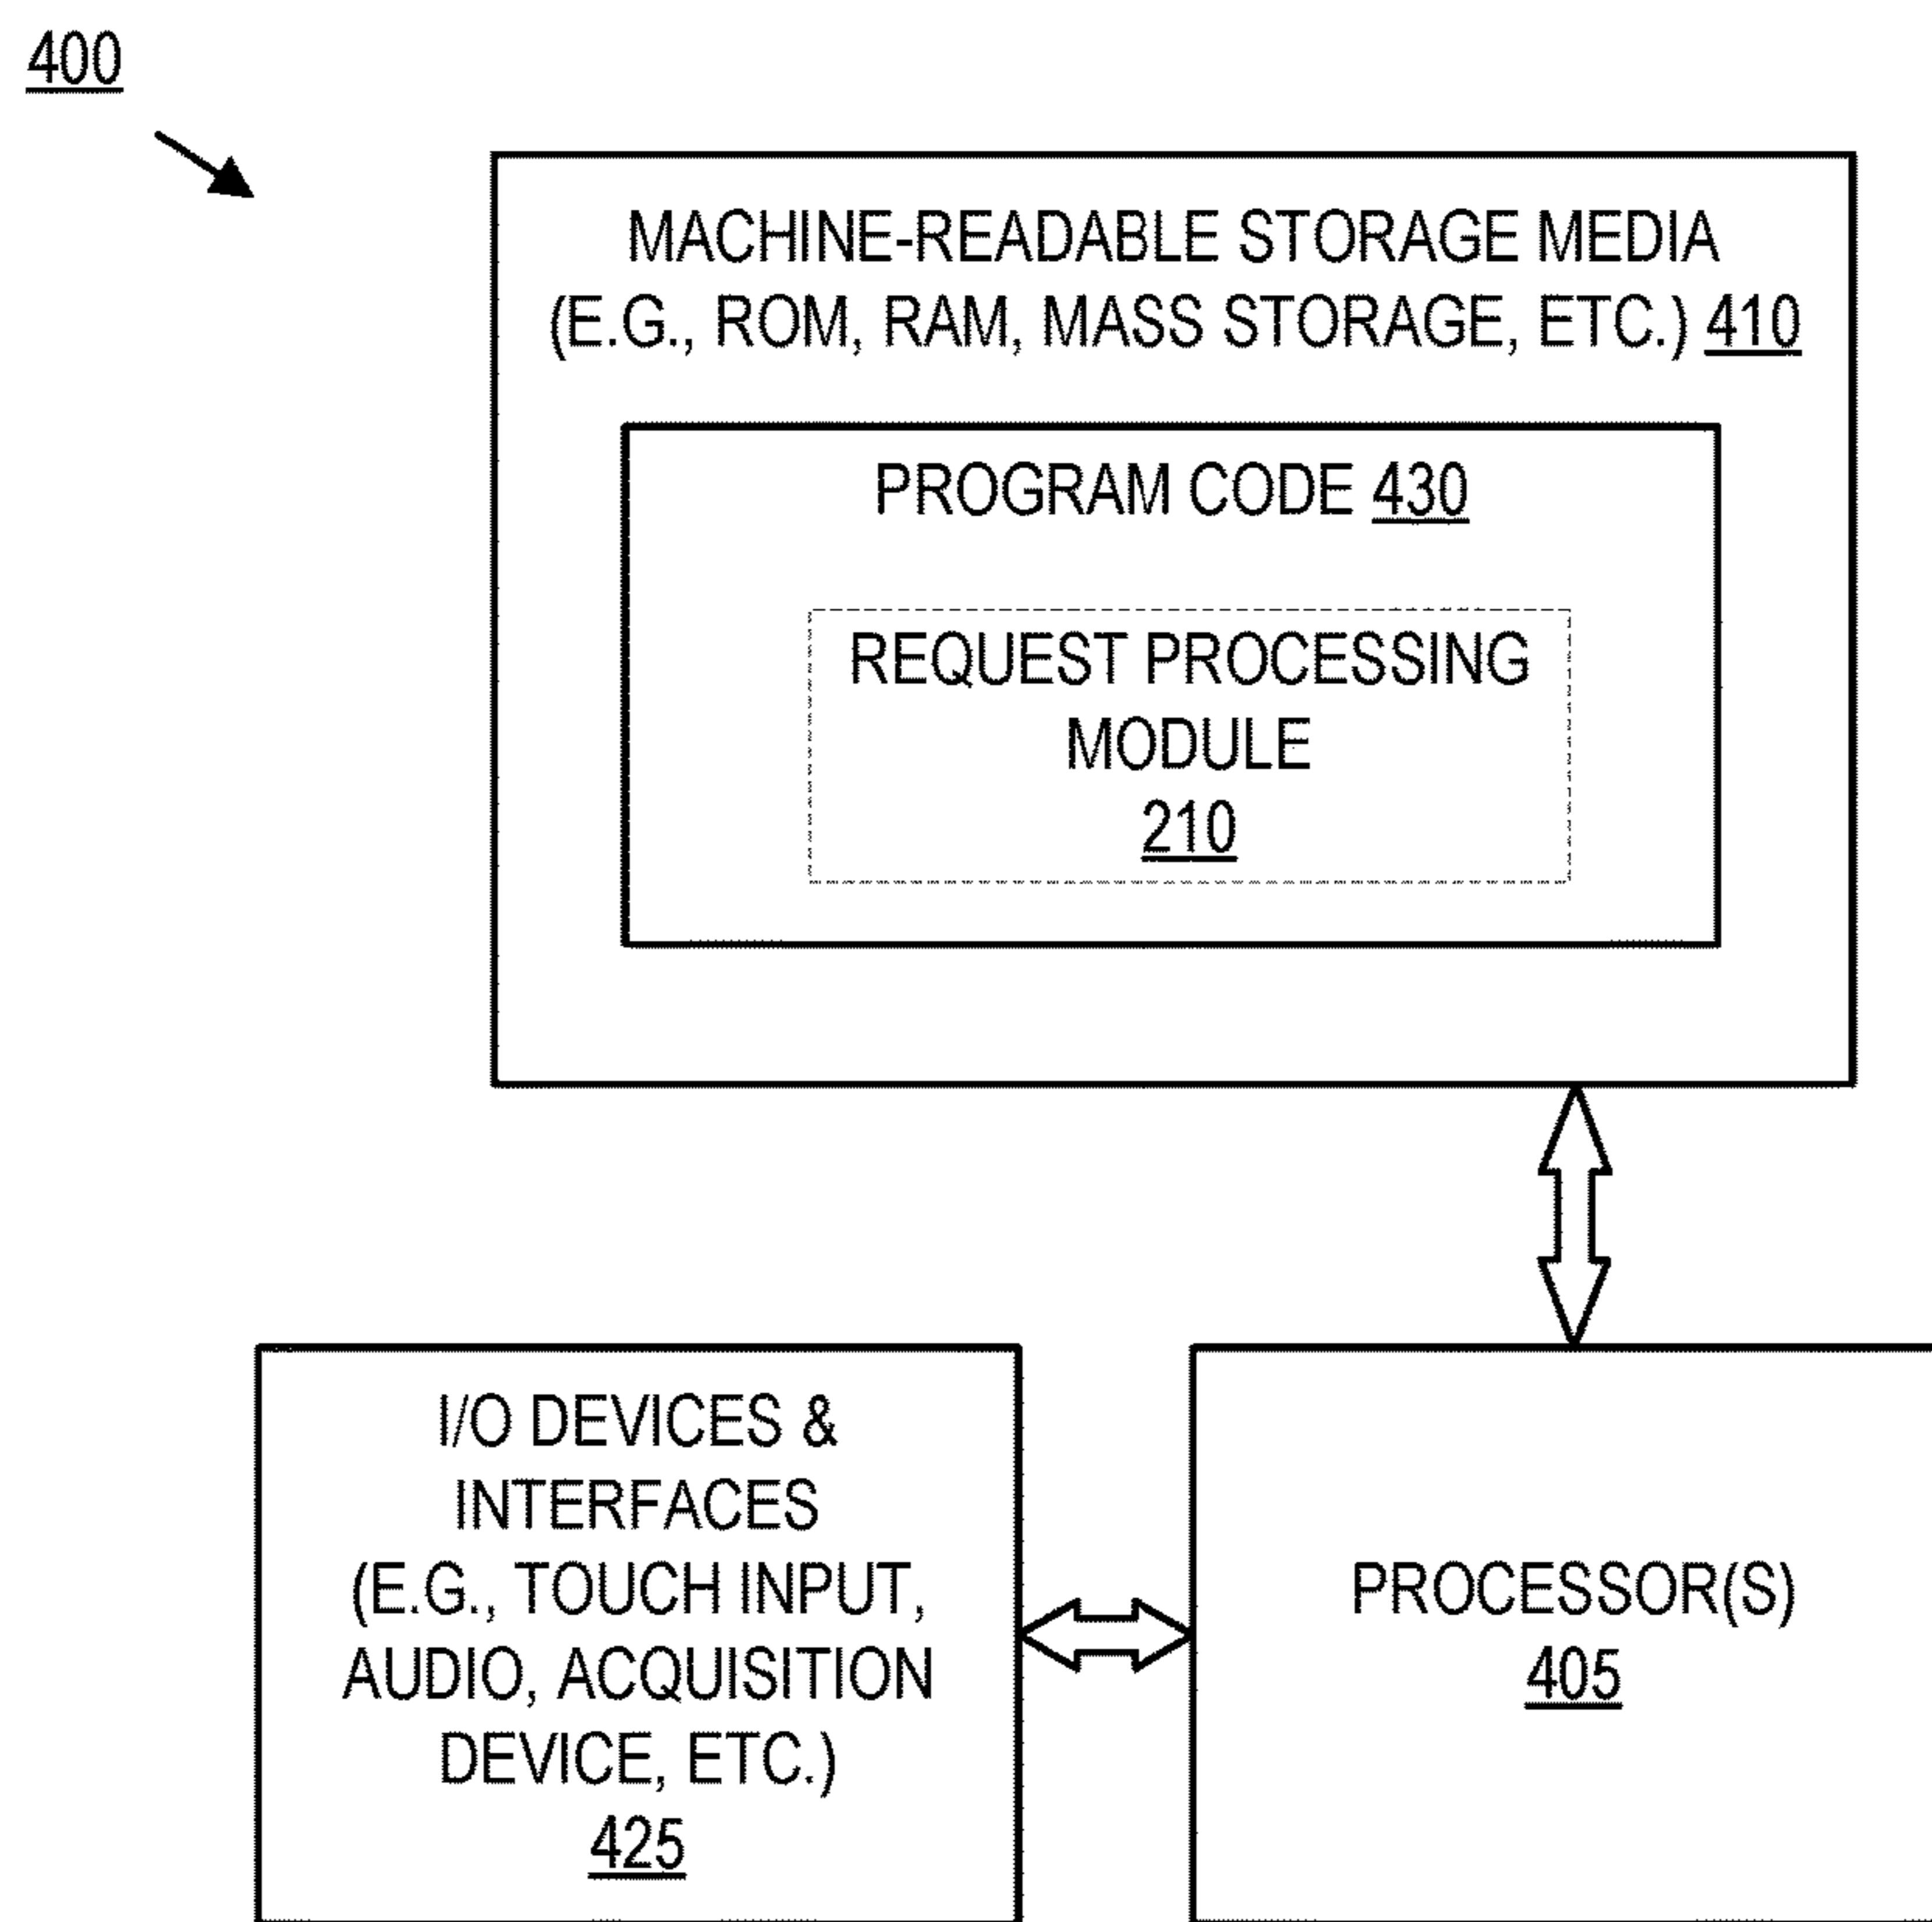 400
MACHINE-READABLE STORAGE MEDIA
(E.G., ROM, RAM, MASS STORAGE, ETC.) 410
PROGRAM CODE 430
REQUEST PROCESSING
MODULE
210
I/O DEVICES &
INTERFACES
(E.G., TOUCH INPUT,
AUDIO, ACQUISITION
DEVICE, ETC.)
425
PROCESSOR(S)
405